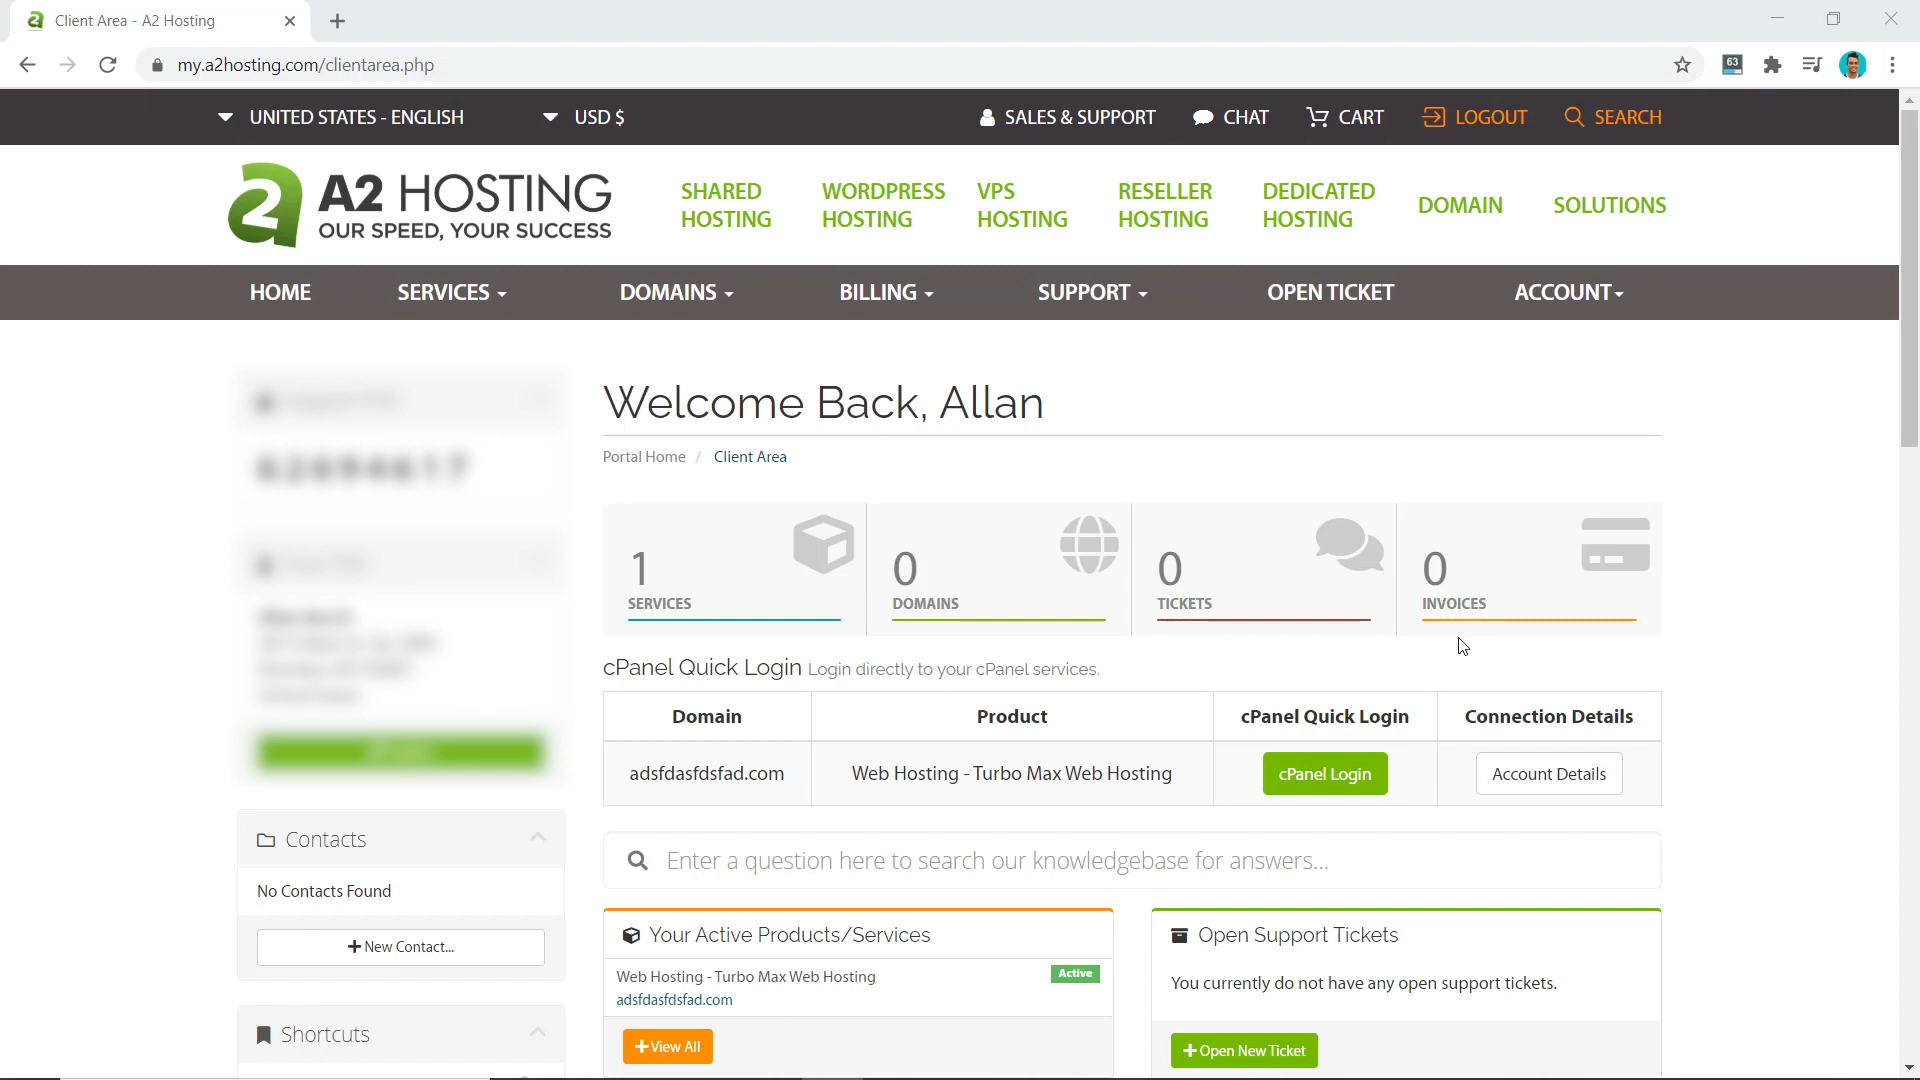 Client Area - A2 Hosting
my.a2hosting.com/clientarea.php
63
UNITED STATES - ENGLISH
USD $
SALES & SUPPORT
CHAT
CART
LOGOUT
SEARCH
A2 HOSTING
OUR SPEED, YOUR SUCCESS
SHARED HOSTING
WORDPRESS HOSTING
VPS HOSTING
RESELLER HOSTING
DEDICATED HOSTING
DOMAIN
SOLUTIONS
HOME
SERVICES
DOMAINS
BILLING
SUPPORT
OPEN TICKET
ACCOUNT
Welcome Back, Allan
Portal Home / Client Area
1
SERVICES
0
DOMAINS
0
TICKETS
0
INVOICES
cPanel Quick Login Login directly to your cPanel services.
Domain
Product
cPanel Quick Login
Connection Details
adsfdasfdsfad.com
Web Hosting - Turbo Max Web Hosting
cPanel Login
Account Details
Enter a question here to search our knowledgebase for answers...
Contacts
No Contacts Found
+ New Contact...
Shortcuts
Your Active Products/Services
Web Hosting - Turbo Max Web Hosting
Active
adsfdasfdsfad.com
+ View All
Open Support Tickets
You currently do not have any open support tickets.
+ Open New Ticket